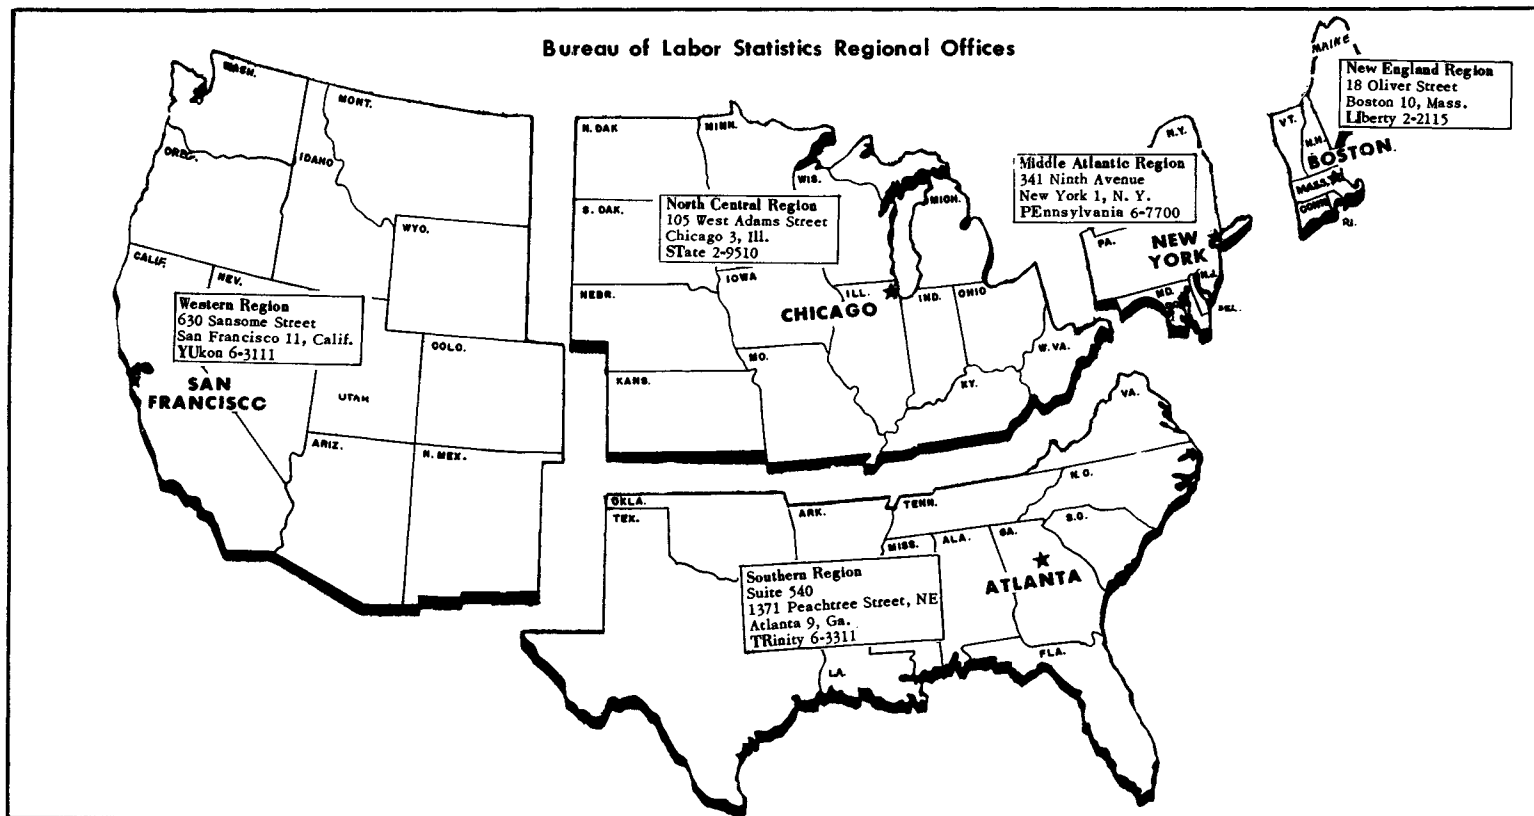 Bureau of Labor Statistics Regional Offices
MAINE
New England Region
18 Oliver Street
Boston 10, Mass.
LIberty 2-2115
WASH.
MONT.
N. DAK
MINN.
N.Y.
VT.
N.H.
BOSTON.
OREG.
IDAHO
WIS.
MICH.
Middle Atlantic Region
341 Ninth Avenue
New York 1, N. Y.
PEnnsylvania 6-7700
MASS.
CONN.
R.I.
S. DAK.
North Central Region
105 West Adams Street
Chicago 3, Ill.
STate 2-9510
WYO.
PA.
NEW
YORK
CALIF.
NEV.
IOWA
N.J.
NEBR.
ILL.
IND.
OHIO
MD.
DEL.
Western Region
630 Sansome Street
San Francisco 11, Calif.
YUkon 6-3111
CHICAGO
COLO.
MO.
W. VA.
SAN
FRANCISCO
KANS.
KY.
UTAH
VA.
ARIZ.
N. MEX.
N. C.
OKLA.
TENN.
TEX.
ARK.
S.C.
MISS.
ALA.
GA.
Southern Region
Suite 540
1371 Peachtree Street, NE
Atlanta 9, Ga.
TRinity 6-3311
ATLANTA
LA.
FLA.